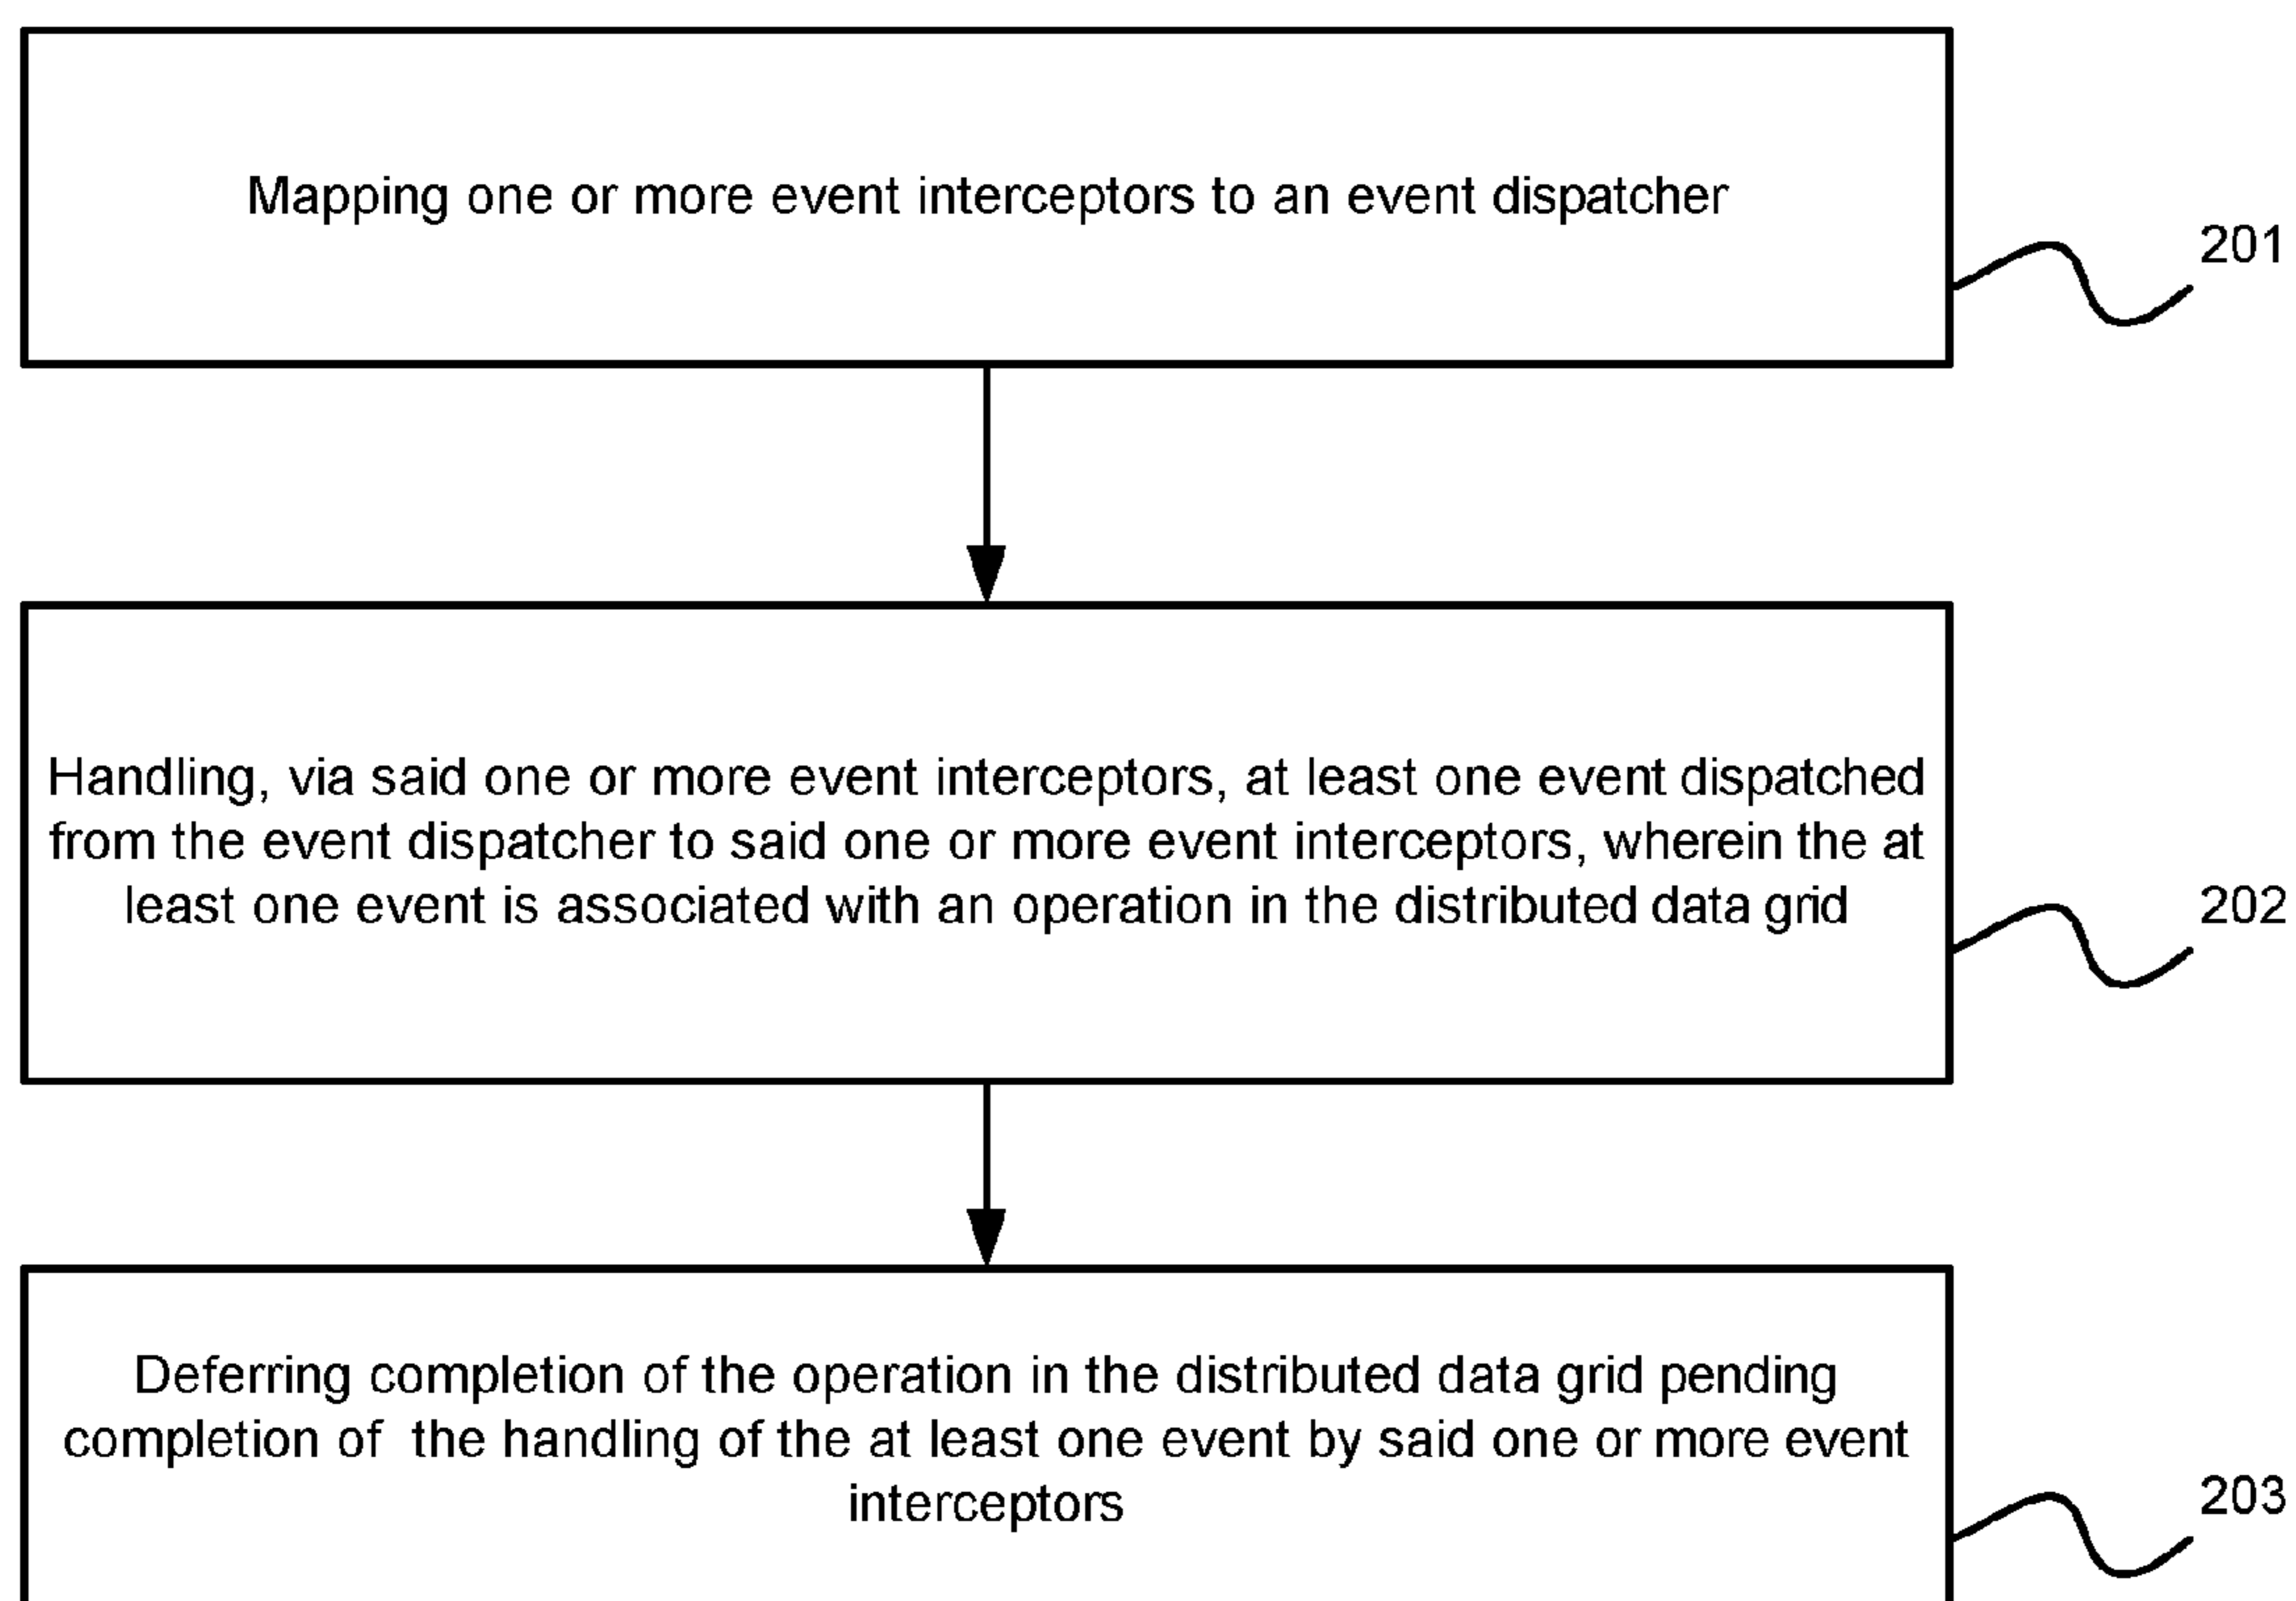 Mapping one or more event interceptors to an event dispatcher
201
Handling, via said one or more event interceptors, at least one event dispatched
from the event dispatcher to said one or more event interceptors, wherein the at
least one event is associated with an operation in the distributed data grid
202
Deferring completion of the operation in the distributed data grid pending
completion of the handling of the at least one event by said one or more event
interceptors
203